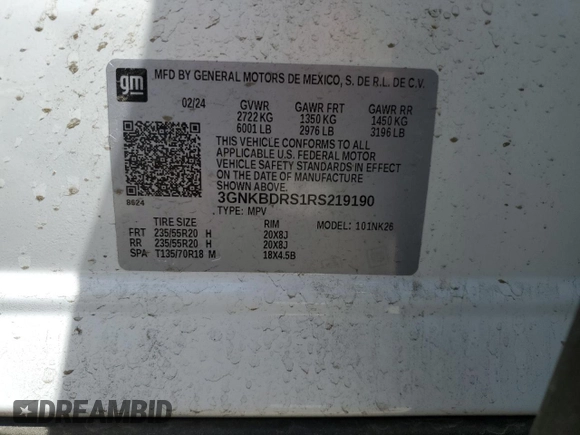 gm MFD BY GENERAL MOTORS DE MEXICO, S. DE R.L. DE C.V.
02/24 GVWR GAWR FRT GAWR RR
2722 KG 1350 KG 1450 KG
6001 LB 2976 LB 3196 LB
THIS VEHICLE CONFORMS TO ALL
APPLICABLE U.S. FEDERAL MOTOR
VEHICLE SAFETY STANDARDS IN EFFECT
ON THE DATE OF MANUFACTURE
SHOWN ABOVE.
8624
3GNKBDRS1RS219190
TYPE: MPV MODEL: 101NK26
TIRE SIZE RIM
FRT 235/55R20 H 20X8J
RR 235/55R20 H 20X8J
SPA T135/70R18 M 18X4.5B
DREAMBID